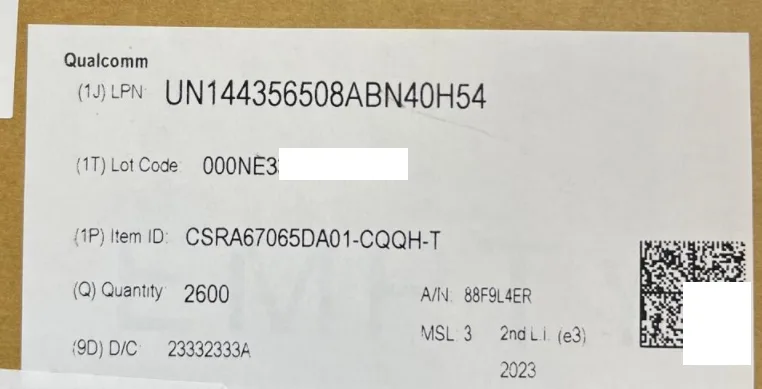 Qualcomm
(1J) LPN: UN144356508ABN40H54
(1T) Lot Code: 000NE3
(1P) Item ID: CSRA67065DA01-CQQH-T
(Q) Quantity: 2600
A/N: 88F9L4ER
MSL: 3 2nd L.I. (e3)
(9D) D/C: 23332333A
2023